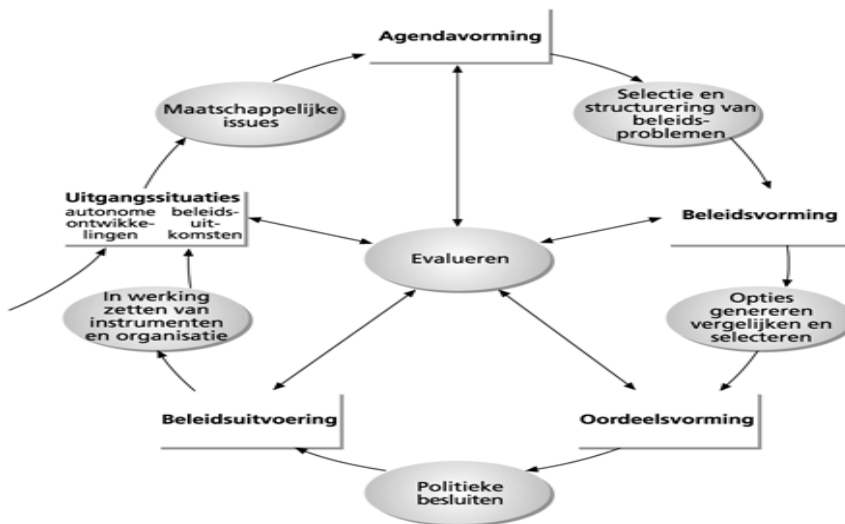 Agendavorming
Selectie en
structurering van
beleids-
problemen
Maatschappelijke
issues
Uitgangssituaties
autonome beleids-
ontwikke- uit-
lingen komsten
Beleidsvorming
Evalueren
In werking
zetten van
instrumenten
en organisatie
Opties
genereren
vergelijken en
selecteren
Beleidsuitvoering
Oordeelsvorming
Politieke
besluiten